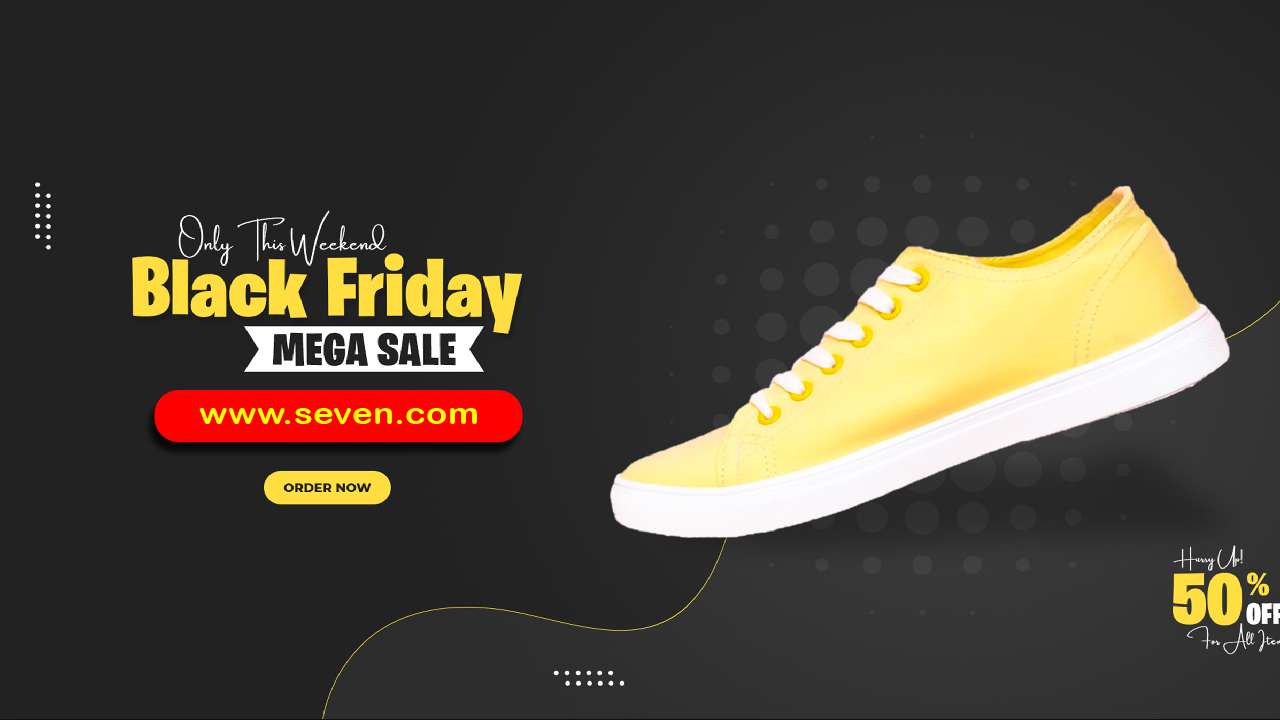 Only This Weekend
Black Friday
MEGA SALE
www.seven.com
ORDER NOW
Hurry Up!
50%
OFF
For All